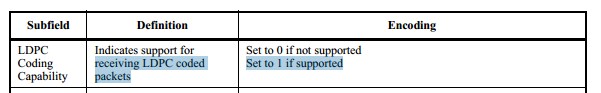 Subfield Definition Encoding
LDPC Coding Capability Indicates support for receiving LDPC coded packets Set to 0 if not supported Set to 1 if supported